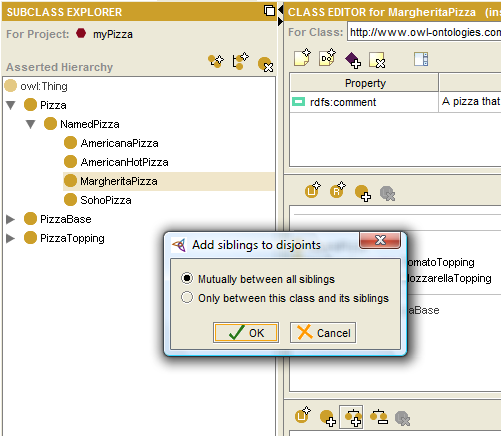 SUBCLASS EXPLORER
For Project: myPizza
Asserted Hierarchy
owl:Thing
Pizza
NamedPizza
AmericanaPizza
AmericanHotPizza
MargheritaPizza
SohoPizza
PizzaBase
PizzaTopping
CLASS EDITOR for MargheritaPizza (ins
For Class: http://www.owl-ontologies.com
Property
rdfs:comment A pizza that
omatoTopping
lozzarellaTopping
aBase
Add siblings to disjoints
Mutually between all siblings
Only between this class and its siblings
OK Cancel